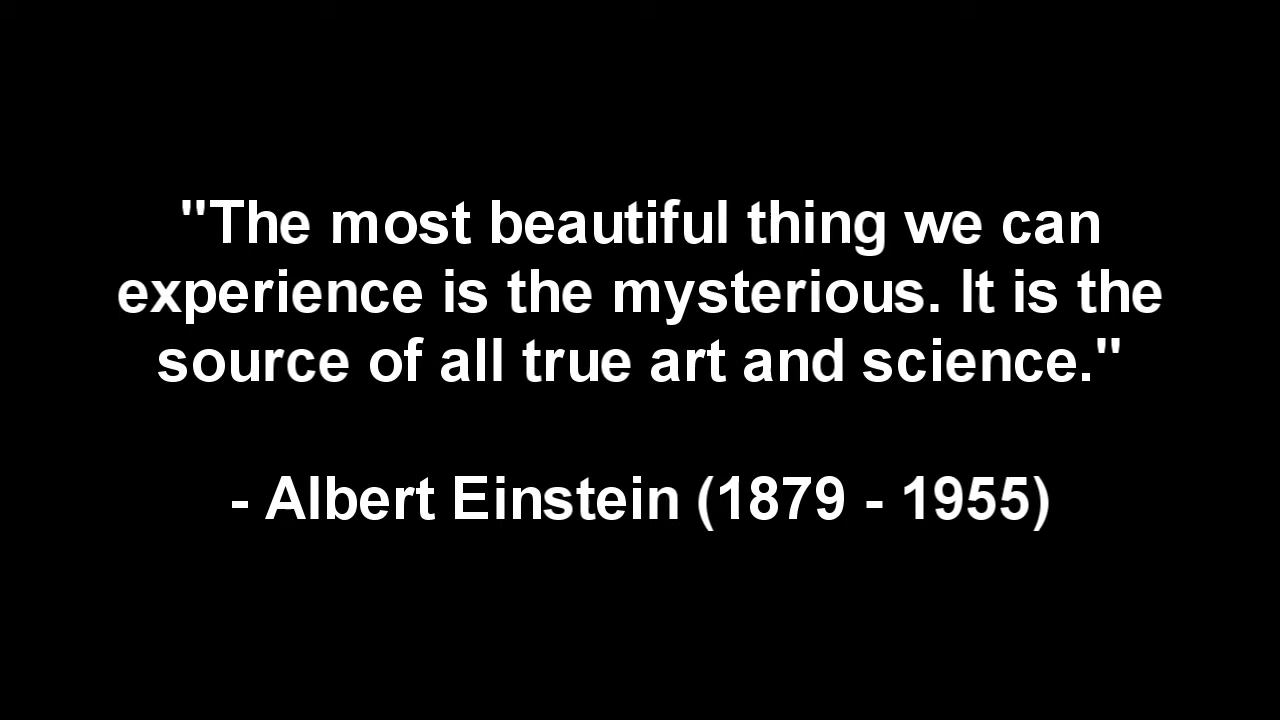 "The most beautiful thing we can
experience is the mysterious. It is the
source of all true art and science."
- Albert Einstein (1879 - 1955)